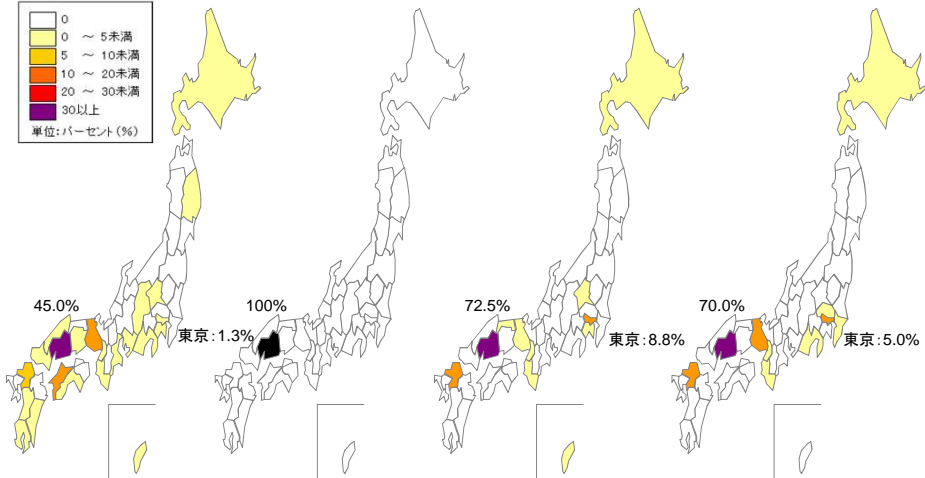 0
0 ～ 5未満
5 ～ 10未満
10 ～ 20未満
20 ～ 30未満
30以上
単位：パーセント（%）
45.0%
100%
72.5%
70.0%
東京：1.3%
東京：8.8%
東京：5.0%